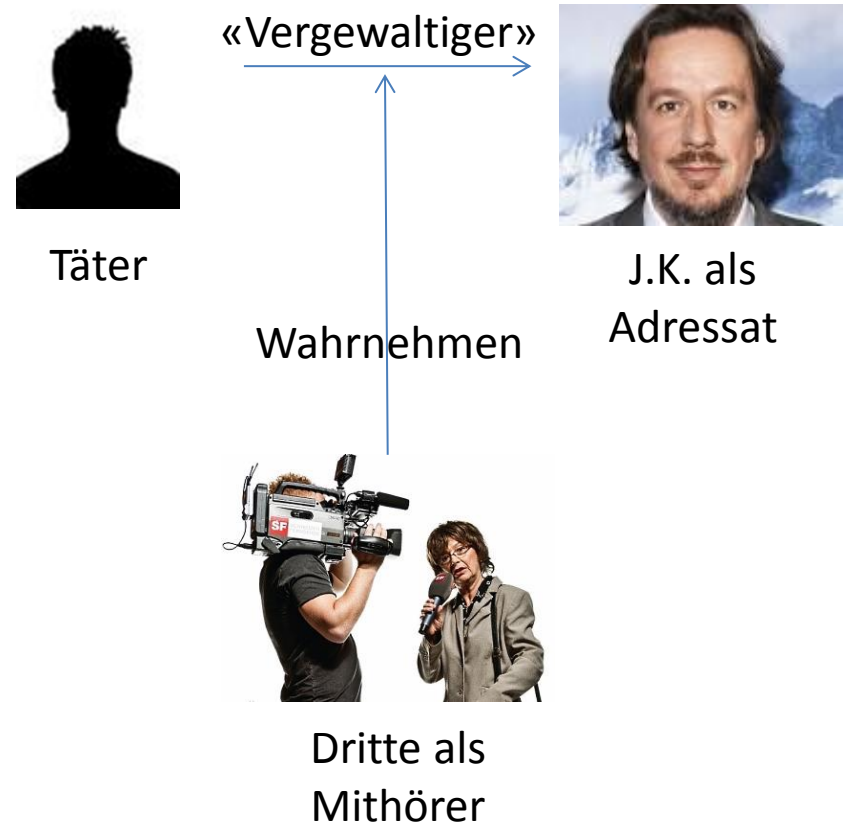 «Vergewaltiger»
Täter
J.K. als
Adressat
Wahrnehmen
SF
Dritte als
Mithörer